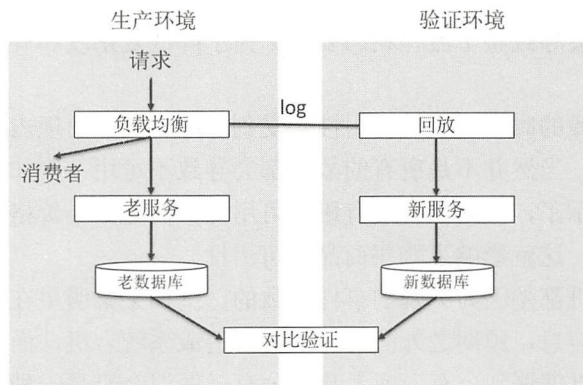 生产环境 验证环境
请求
log
负载均衡 回放
消费者
老服务 新服务
老数据库 新数据库
对比验证